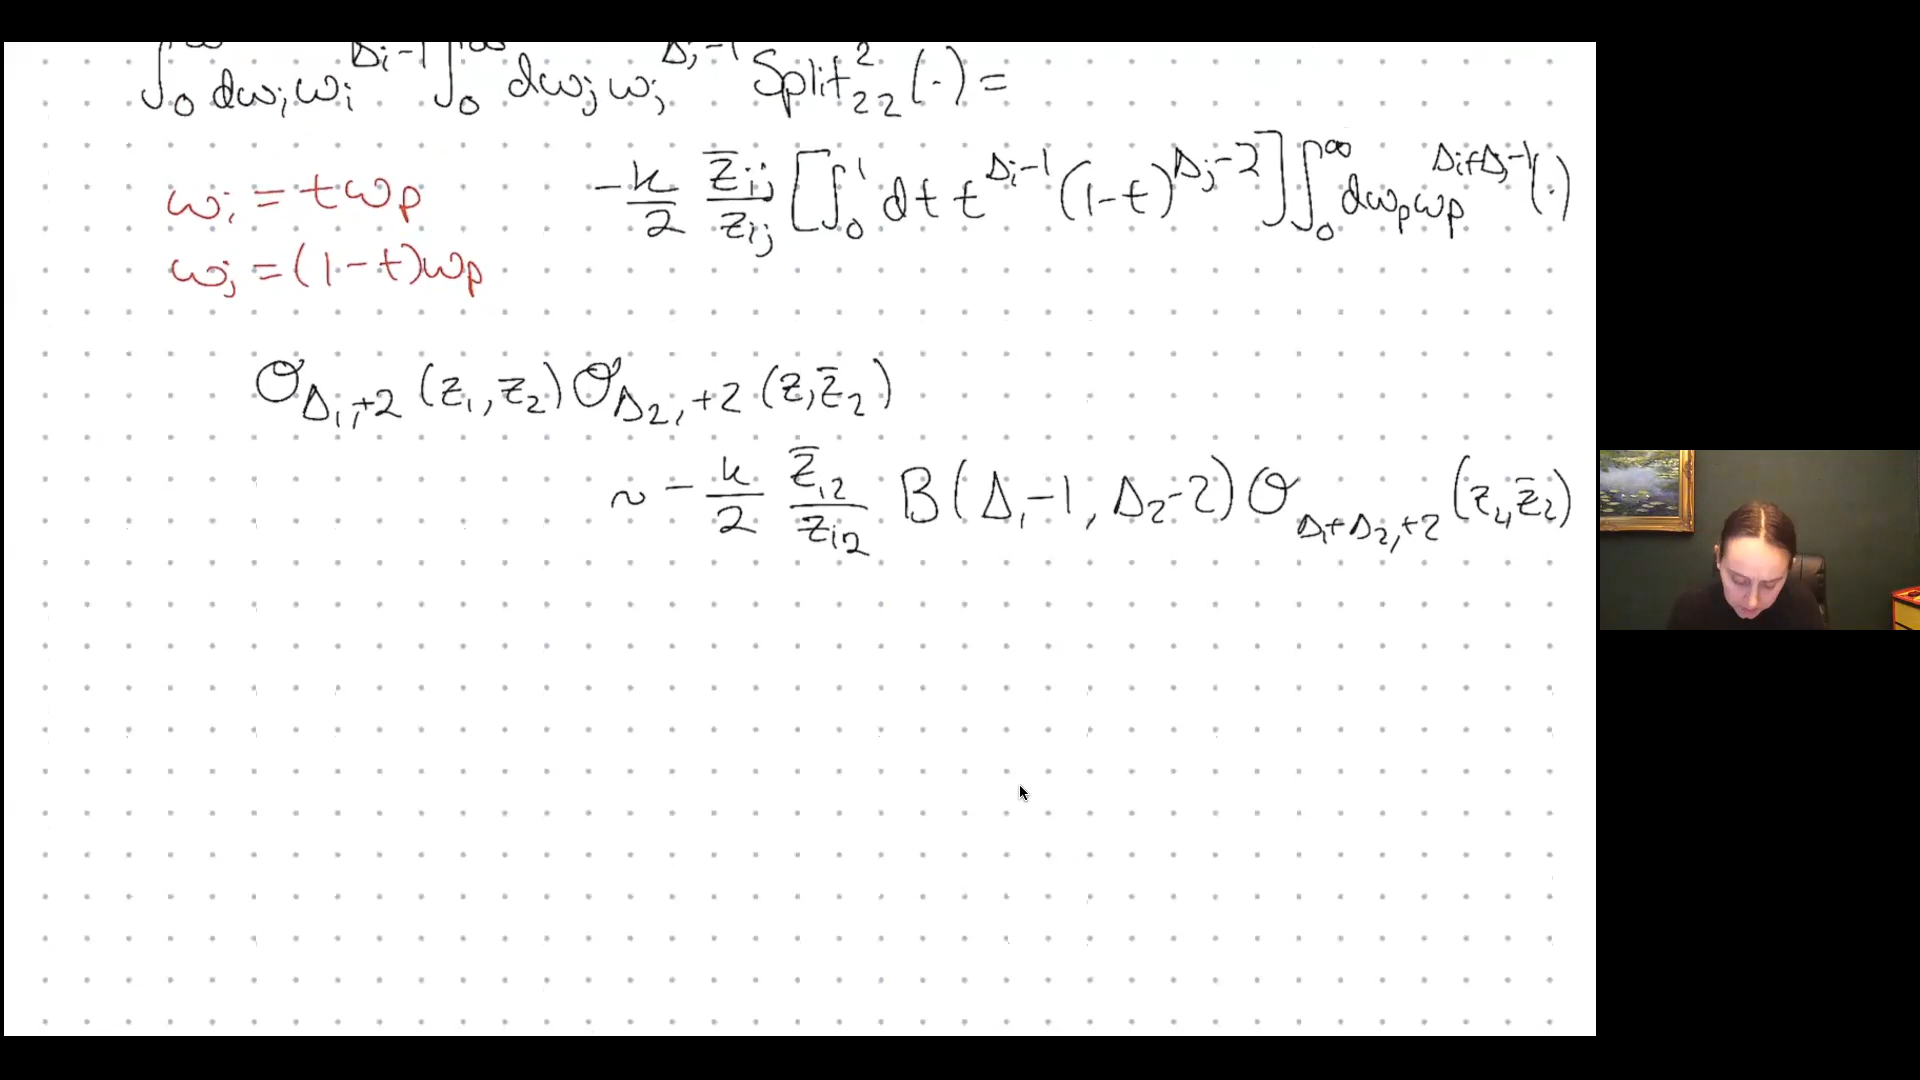 ∫₀^∞ dωᵢ ωᵢ^{Δᵢ-1} ∫₀^∞ dωⱼ ωⱼ^{Δⱼ-1} Split²₂₂(·) =
ωᵢ = tωₚ
-κ/2 z̄ᵢⱼ/zᵢⱼ [∫₀¹ dt t^{Δᵢ-1} (1-t)^{Δⱼ-2}] ∫₀^∞ dωₚ ωₚ^{Δᵢ+Δⱼ-1} (·)
ωⱼ = (1-t)ωₚ
O_{Δ₁,+2} (z₁, z₂) O_{Δ₂,+2} (z, z̄₂)
~ -κ/2 z̄₁₂/z₁₂ B(Δ₁-1, Δ₂-2) O_{Δ₁+Δ₂,+2} (z₂, z̄₂)